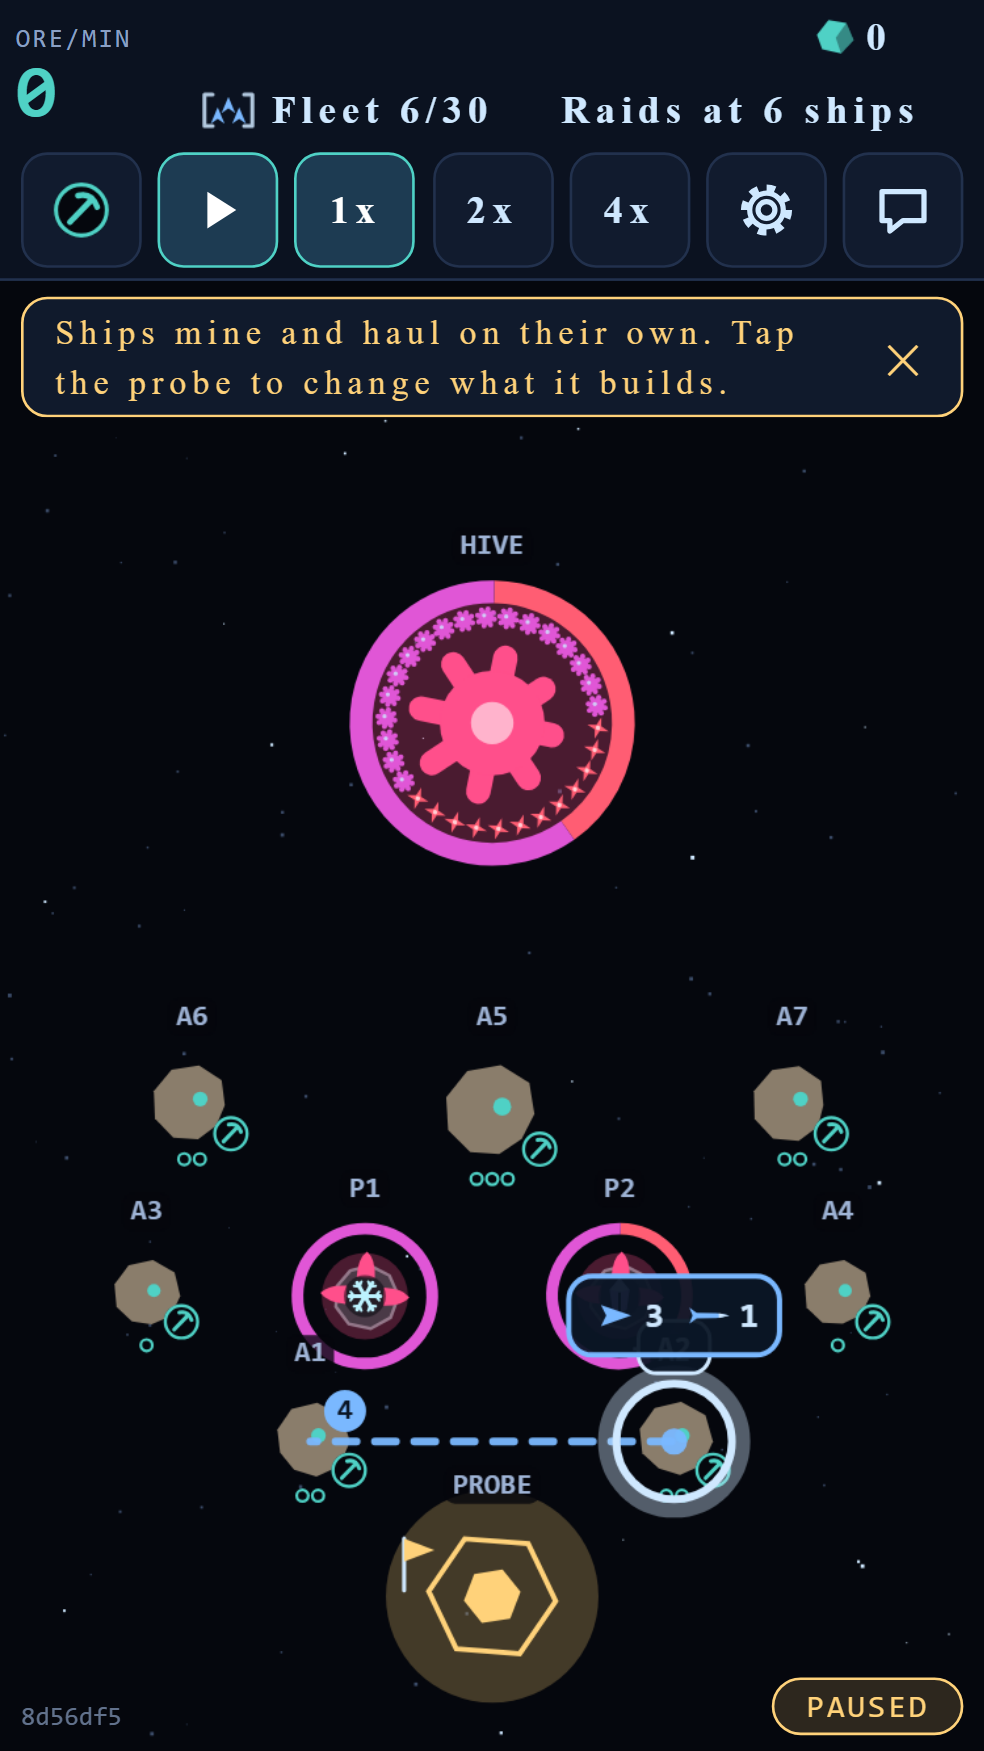 ORE/MIN
0
0
Fleet 6/30
Raids at 6 ships
1x
2x
4x
Ships mine and haul on their own. Tap
the probe to change what it builds.
HIVE
A6
A5
A7
A3
P1
P2
A4
3
1
A1
A2
4
PROBE
8d56df5
PAUSED